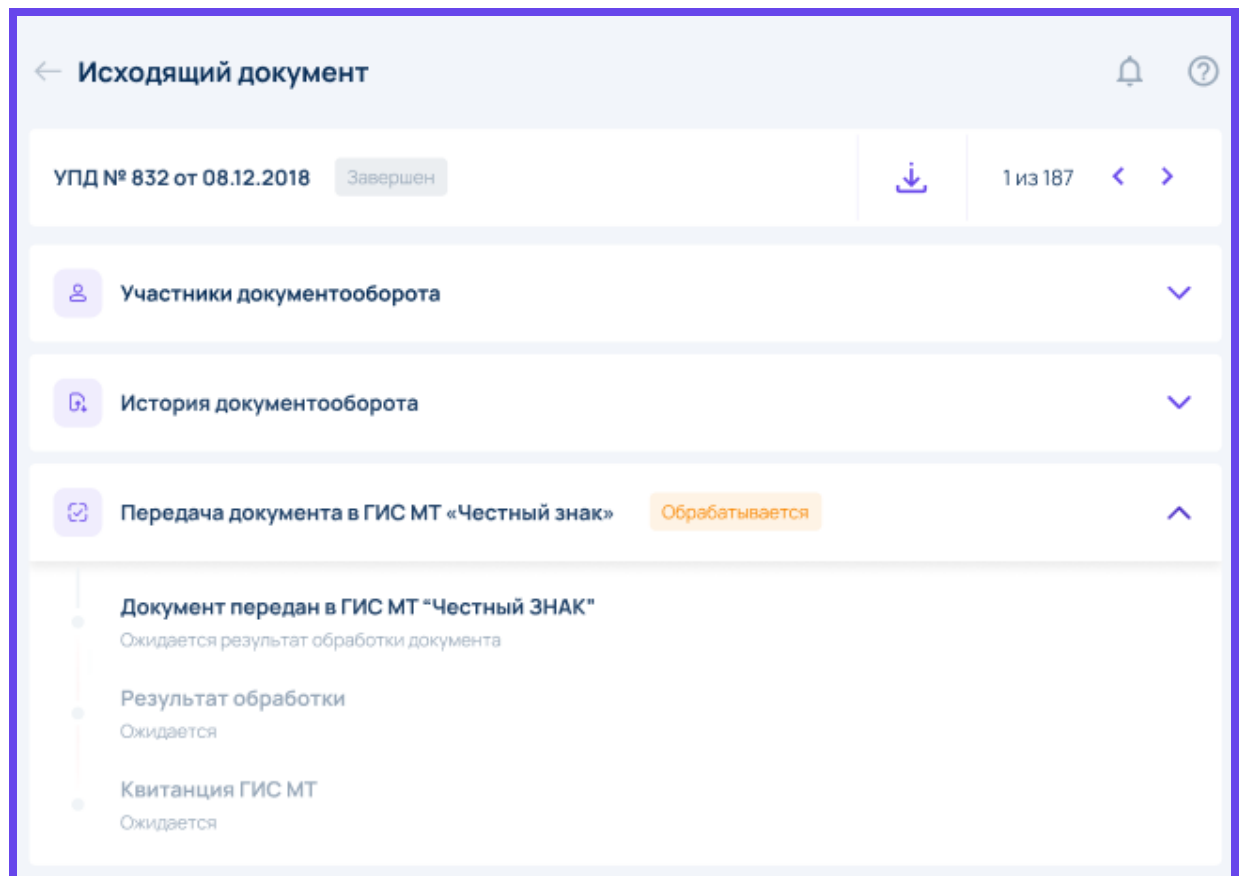 Исходящий документ
УПД № 832 от 08.12.2018 Завершен 1 из 187
Участники документооборота
История документооборота
Передача документа в ГИС МТ «Честный знак» Обрабатывается
Документ передан в ГИС МТ “Честный ЗНАК”
Ожидается результат обработки документа
Результат обработки
Ожидается
Квитанция ГИС МТ
Ожидается